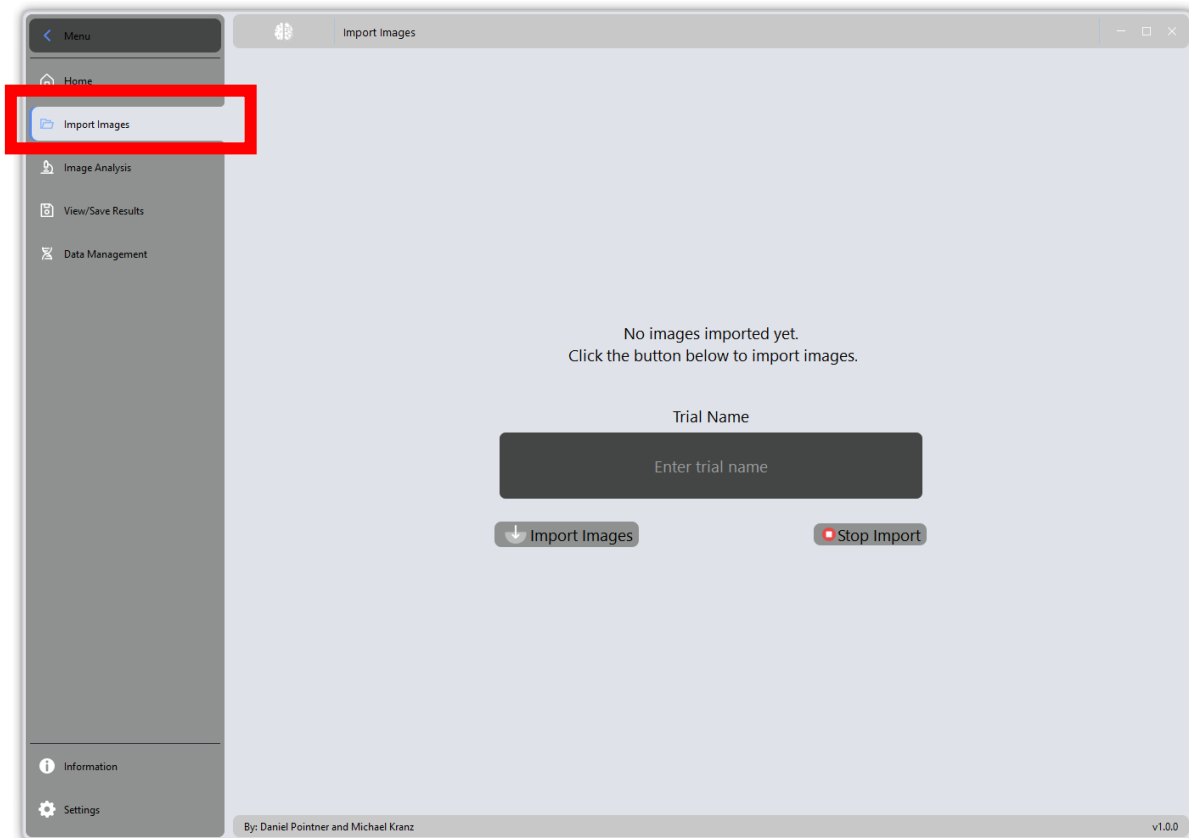 Menu
Import Images
Home
Import Images
Image Analysis
View/Save Results
Data Management
No images imported yet.
Click the button below to import images.
Trial Name
Enter trial name
Import Images
Stop Import
Information
Settings
By: Daniel Pointner and Michael Kranz
v1.0.0